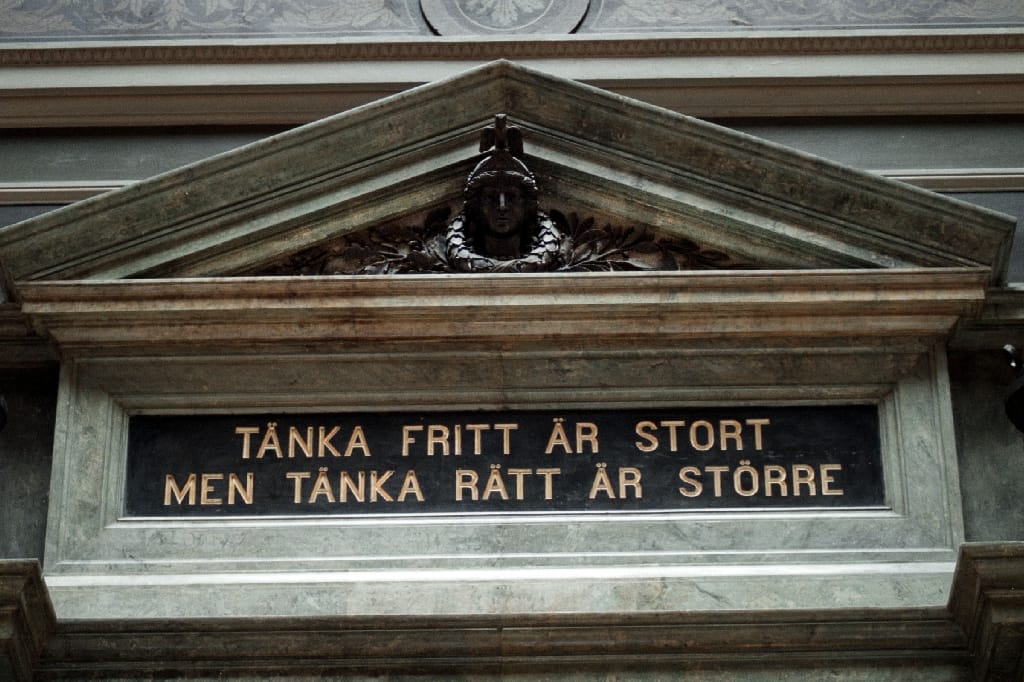 TÄNKA FRITT ÄR STORT
MEN TÄNKA RÄTT ÄR STÖRRE